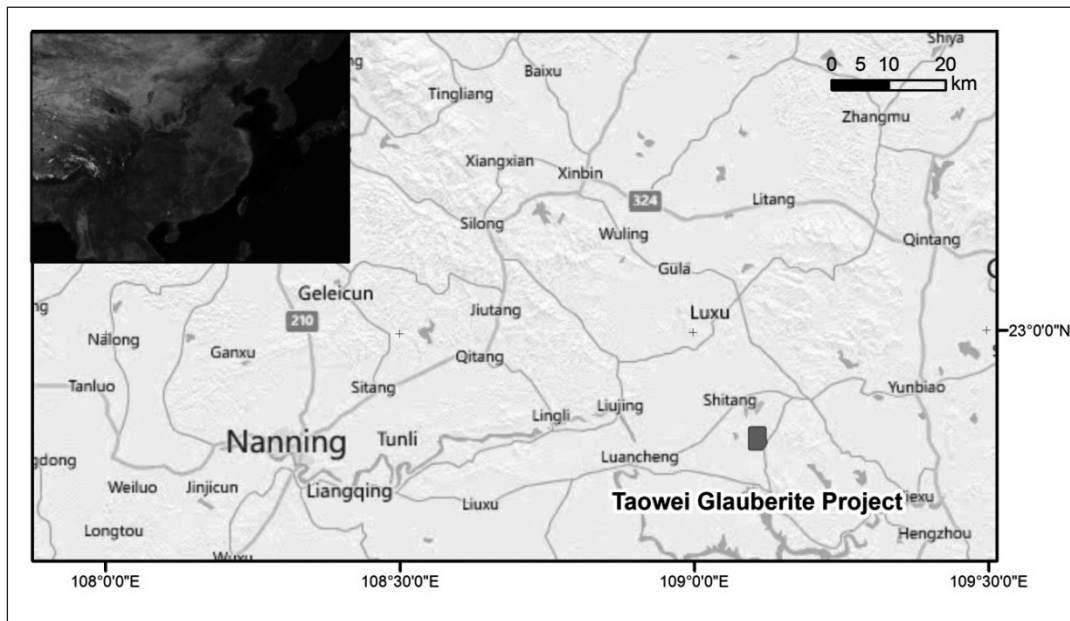 Shiya
0 5 10 20
km
Baixu
Tingliang
Zhangmu
Xiangxian
Xinbin
324
Litang
Silong
Wuling
Qintang
Gula
Geleicun
Jiutang
Luxu
210
23°0'0"N
Nalong
Ganxu
Qitang
Tanluo
Sitang
Yunbiao
Shitang
Liujing
Lingli
Nanning
Tunli
Luancheng
gdong
Weiluo
Jinjicun
Liangqing
Liuxu
Taowei Glauberite Project
Longtou
Hengzhou
108°0'0"E
108°30'0"E
109°0'0"E
109°30'0"E